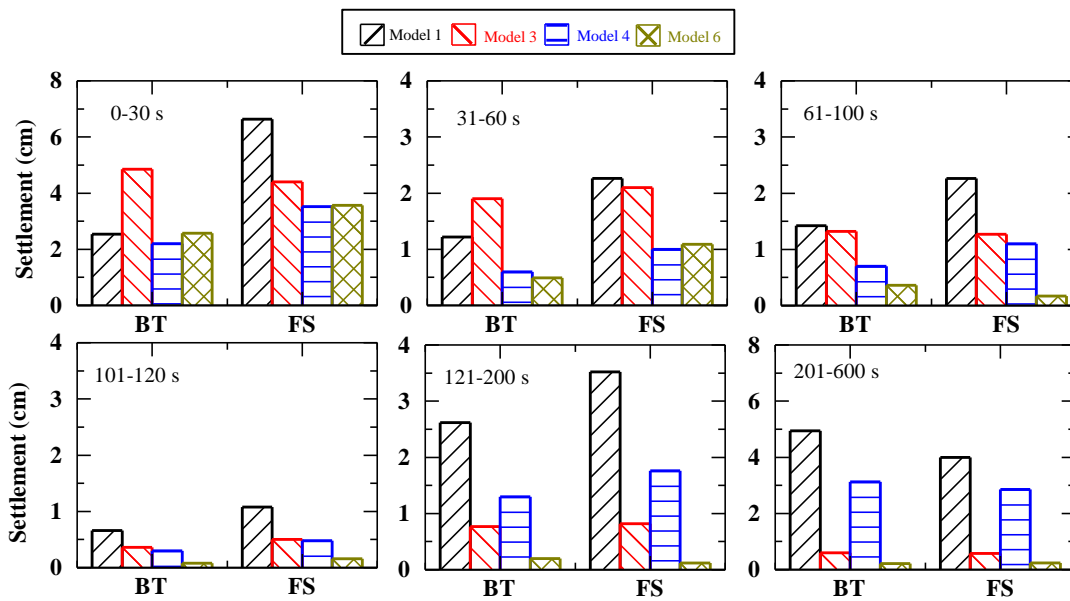 Model 1 Model 3 Model 4 Model 6
8 4 4
0-30 s 31-60 s 61-100 s
6 3 3
Settlement (cm)
4 2 2
2 1 1
0 0 0
BT FS BT FS BT FS
4 4 8
101-120 s 121-200 s 201-600 s
3 3 6
Settlement (cm)
2 2 4
1 1 2
0 0 0
BT FS BT FS BT FS